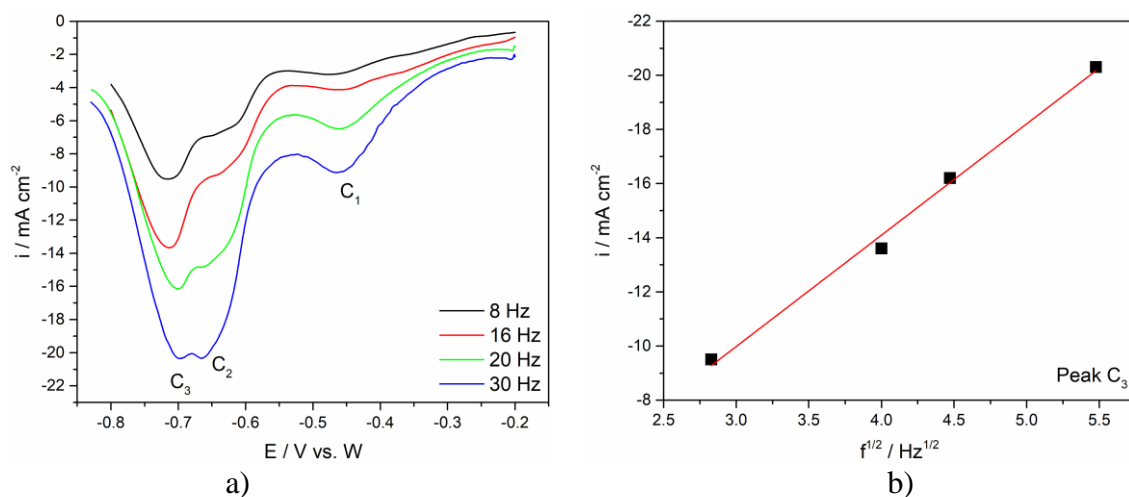 0
-2
-4
-6
-8
-10
-12
-14
-16
-18
-20
-22
i / mA cm⁻²
-0.8 -0.7 -0.6 -0.5 -0.4 -0.3 -0.2
E / V vs. W
C₁
C₂
C₃
8 Hz
16 Hz
20 Hz
30 Hz
a)
-20
-18
-16
-14
-12
-10
-8
i / mA cm⁻²
2.5 3.0 3.5 4.0 4.5 5.0 5.5
f^1/2 / Hz^1/2
Peak C₃
b)